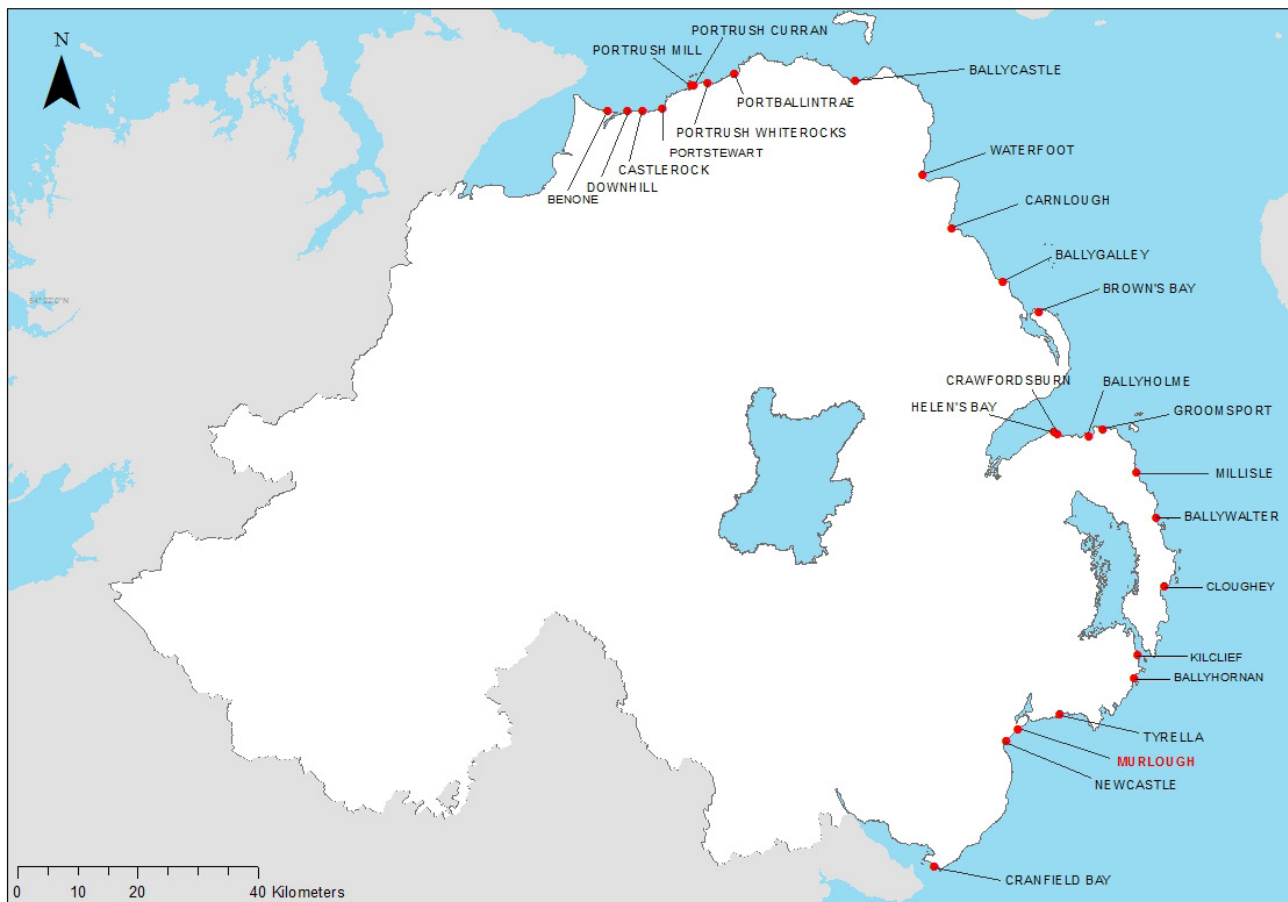 N
PORTRUSH CURRAN
PORTRUSH MILL
BALLYCASTLE
PORTBALLINTRAE
PORTRUSH WHITEROCKS
PORTSTEWART
CASTLEROCK
DOWNHILL
BENONE
WATERFOOT
CARNLOUGH
BALLYGALLEY
BROWN'S BAY
CRAWFORDSBURN
BALLYHOLME
HELEN'S BAY
GROOMSPORT
MILLISLE
BALLYWALTER
CLOUGHEY
KILCLIEF
BALLYHORNAN
TYRELLA
MURLOUGH
NEWCASTLE
CRANFIELD BAY
0 10 20 40 Kilometers